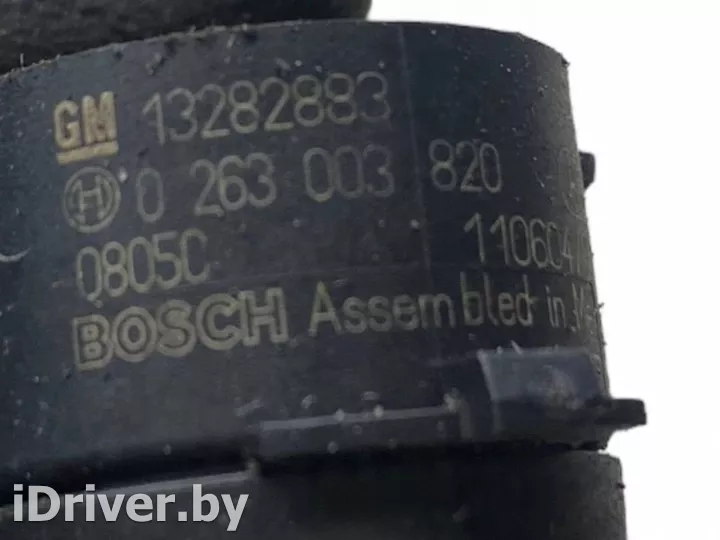 GM 13282883
H 0 263 003 820
0805C 110604
BOSCH Assembled in
iDriver.by